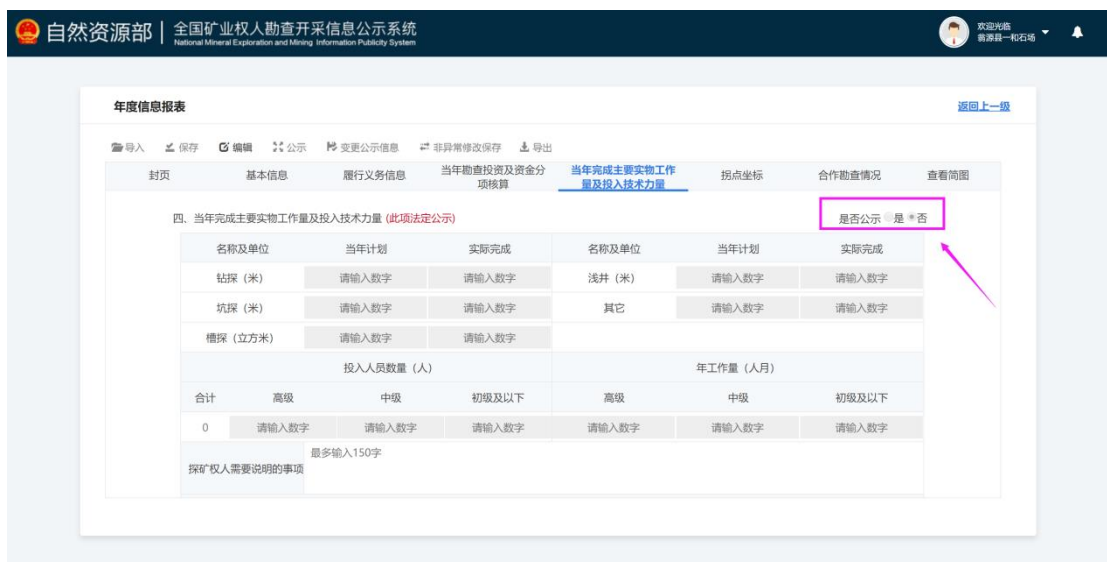 自然资源部 全国矿业权人勘查开采信息公示系统
National Mineral Exploration and Mining Information Publicity System
欢迎光临
翁源县一和石场
年度信息报表 返回上一级
导入 保存 编辑 公示 变更公示信息 非异常修改保存 导出
封页 基本信息 履行义务信息 当年勘查投资及资金分项核算 当年完成主要实物工作量及投入技术力量 拐点坐标 合作勘查情况 查看简图
四、当年完成主要实物工作量及投入技术力量 (此项法定公示) 是否公示 是 否
名称及单位 当年计划 实际完成 名称及单位 当年计划 实际完成
钻探（米） 请输入数字 请输入数字 浅井（米） 请输入数字 请输入数字
坑探（米） 请输入数字 请输入数字 其它 请输入数字 请输入数字
槽探（立方米） 请输入数字 请输入数字
投入人员数量（人） 年工作量（人月）
合计 高级 中级 初级及以下 高级 中级 初级及以下
0 请输入数字 请输入数字 请输入数字 请输入数字 请输入数字 请输入数字
探矿权人需要说明的事项 最多输入150字